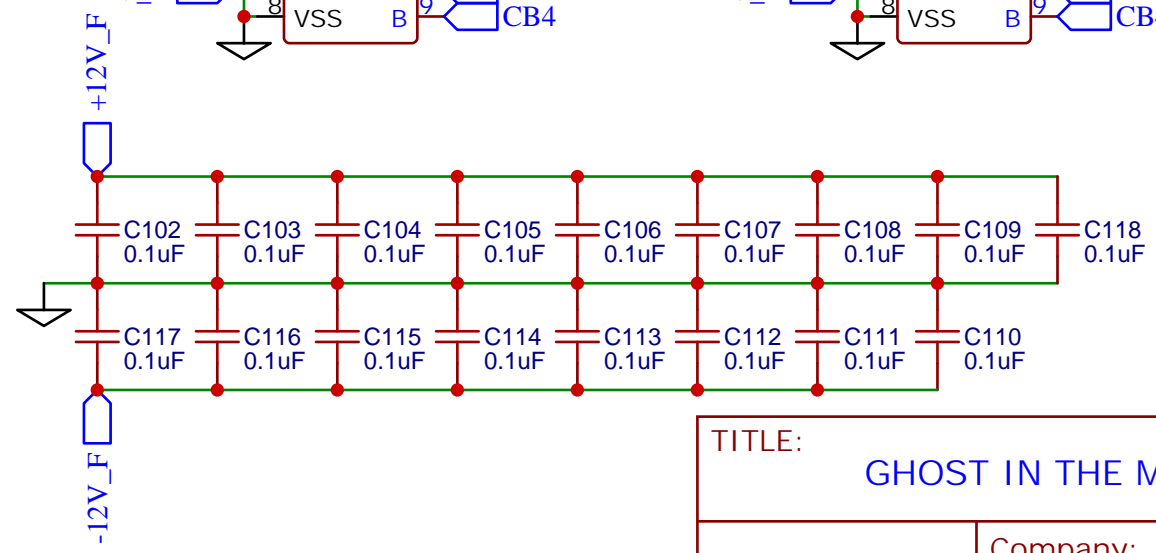 8 VSS B 9 CB4
8 VSS B 9
+12V_F
C102 C103 C104 C105 C106 C107 C108 C109 C118
0.1uF 0.1uF 0.1uF 0.1uF 0.1uF 0.1uF 0.1uF 0.1uF 0.1uF
C117 C116 C115 C114 C113 C112 C111 C110
0.1uF 0.1uF 0.1uF 0.1uF 0.1uF 0.1uF 0.1uF 0.1uF
-12V_F
TITLE:
GHOST IN THE M
Company: